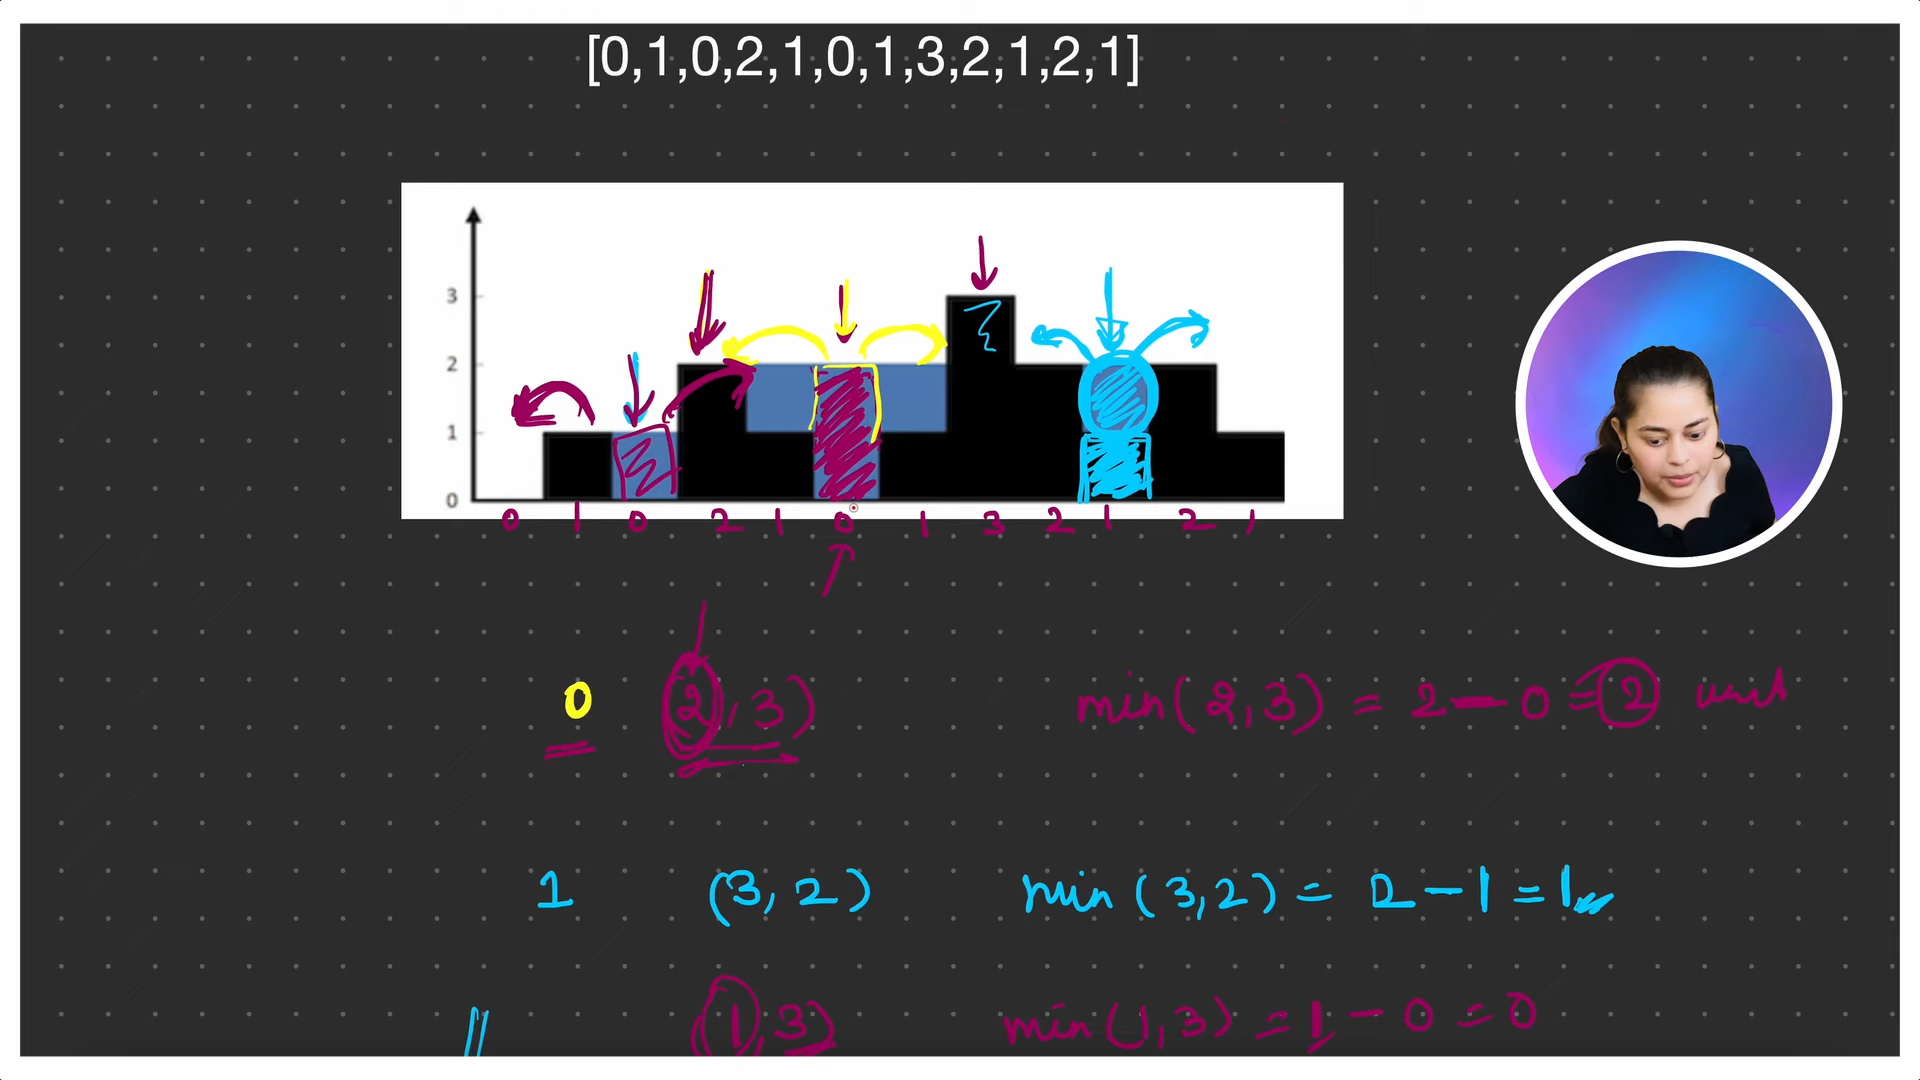 [0,1,0,2,1,0,1,3,2,1,2,1]
3
2
1
0
0 1 0 2 1 0 1 3 2 1 2 1
0 (2, 3) min(2,3) = 2 - 0 = 2 unit
1 (3, 2) min (3,2) = 2 - 1 = 1
(1, 3) min(1,3) = 1 - 0 = 0